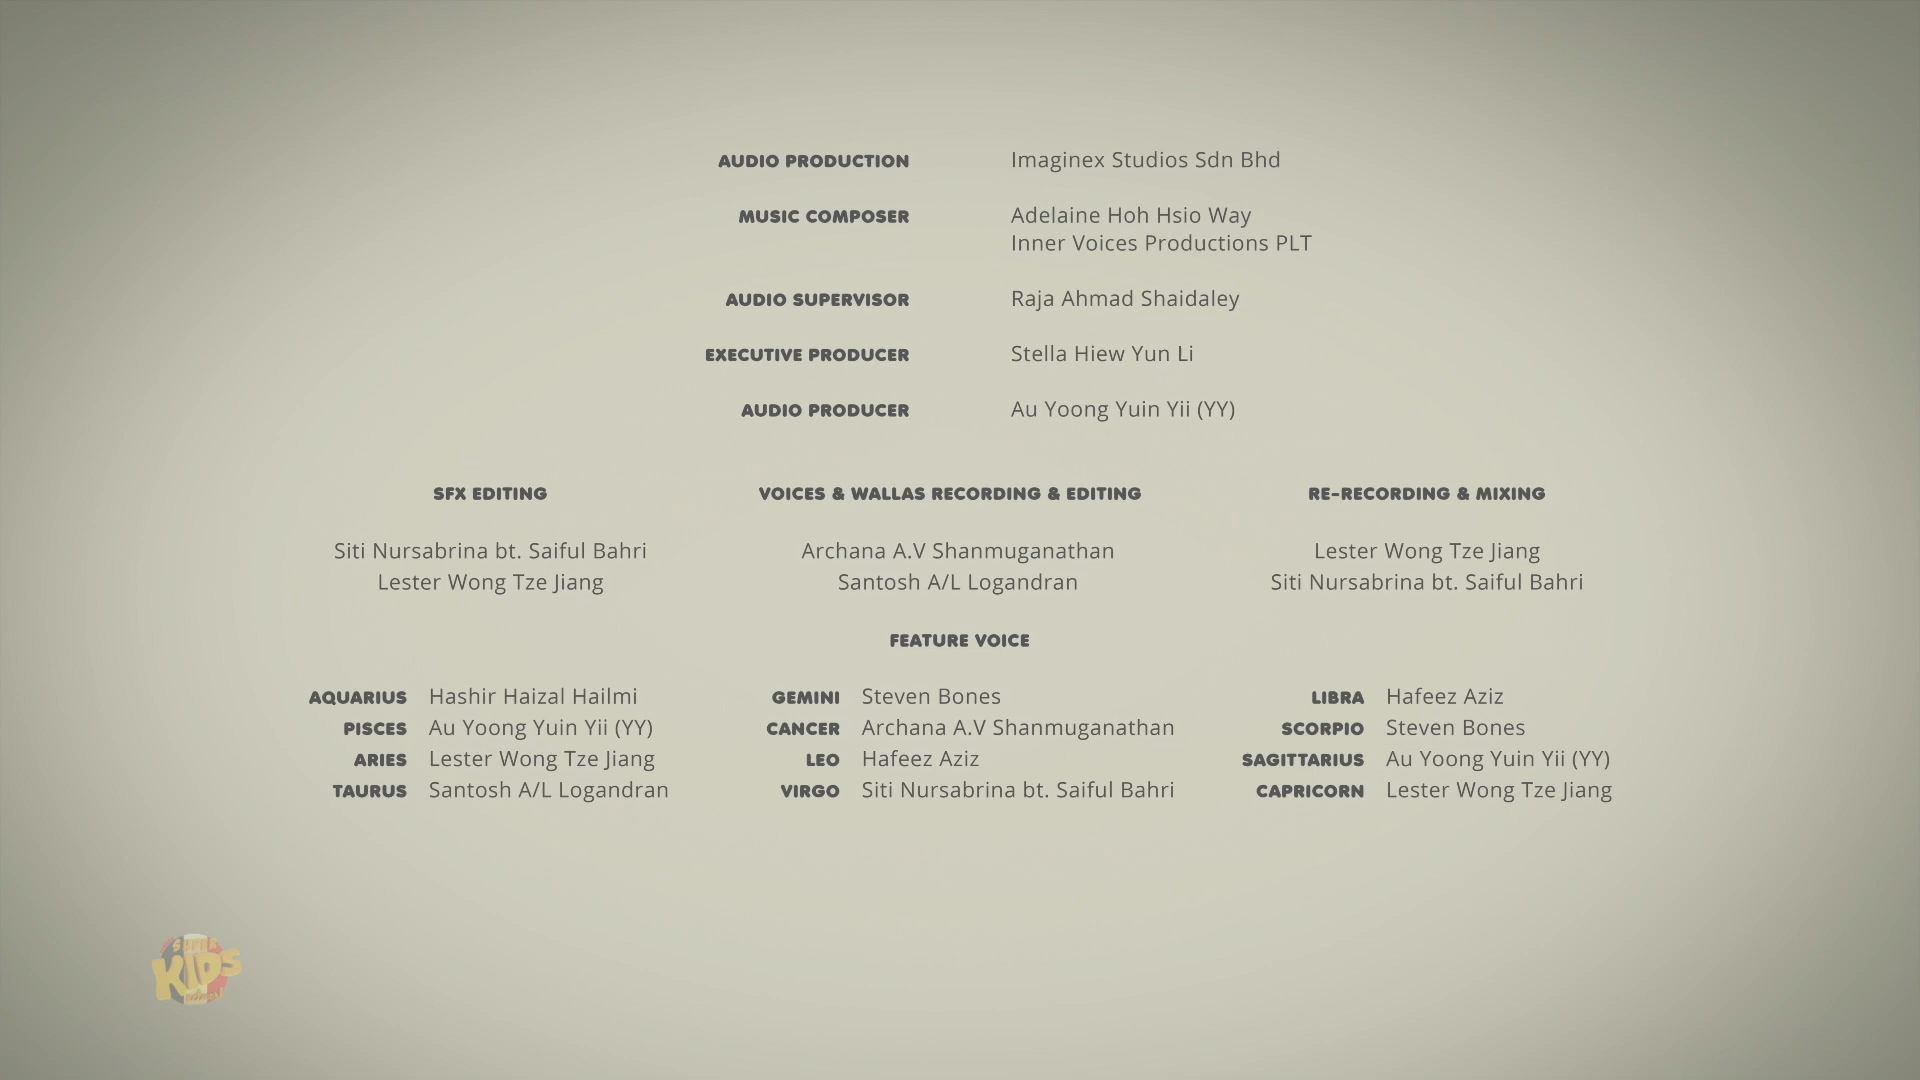 AUDIO PRODUCTION Imaginex Studios Sdn Bhd
MUSIC COMPOSER Adelaine Hoh Hsio Way
Inner Voices Productions PLT
AUDIO SUPERVISOR Raja Ahmad Shaidaley
EXECUTIVE PRODUCER Stella Hiew Yun Li
AUDIO PRODUCER Au Yoong Yuin Yii (YY)
SFX EDITING
Siti Nursabrina bt. Saiful Bahri
Lester Wong Tze Jiang
VOICES & WALLAS RECORDING & EDITING
Archana A.V Shanmuganathan
Santosh A/L Logandran
RE-RECORDING & MIXING
Lester Wong Tze Jiang
Siti Nursabrina bt. Saiful Bahri
FEATURE VOICE
AQUARIUS Hashir Haizal Hailmi
PISCES Au Yoong Yuin Yii (YY)
ARIES Lester Wong Tze Jiang
TAURUS Santosh A/L Logandran
GEMINI Steven Bones
CANCER Archana A.V Shanmuganathan
LEO Hafeez Aziz
VIRGO Siti Nursabrina bt. Saiful Bahri
LIBRA Hafeez Aziz
SCORPIO Steven Bones
SAGITTARIUS Au Yoong Yuin Yii (YY)
CAPRICORN Lester Wong Tze Jiang
SUPER
KIDS